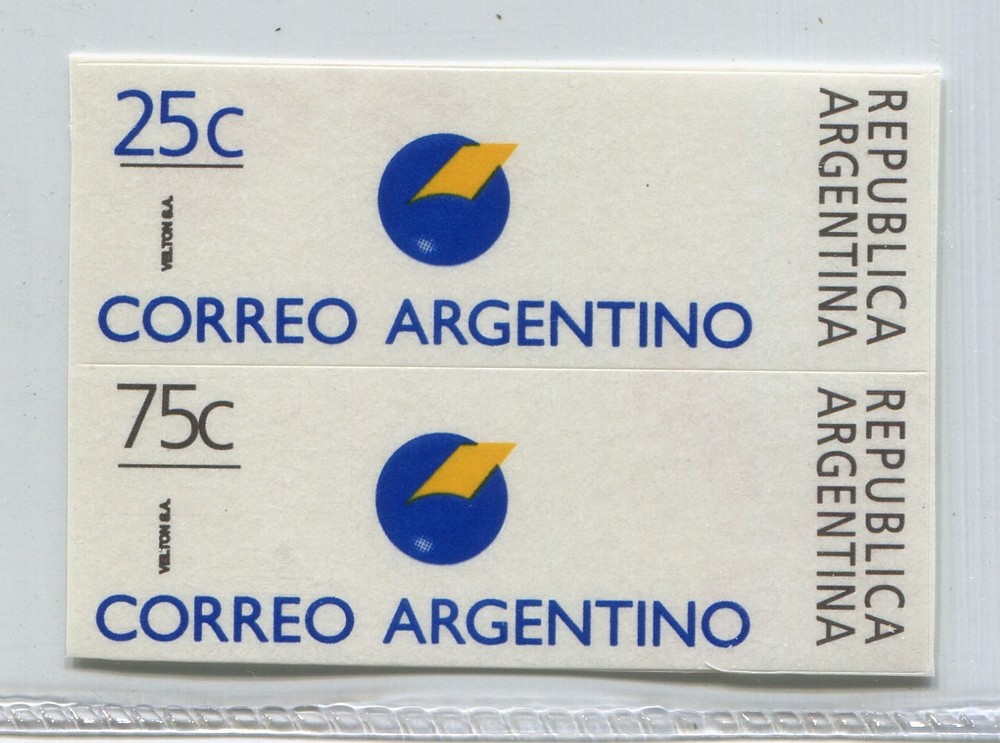 25c
VELTON S.A.
CORREO ARGENTINO
REPUBLICA
ARGENTINA
75c
VELTON S.A.
CORREO ARGENTINO
REPUBLICA
ARGENTINA